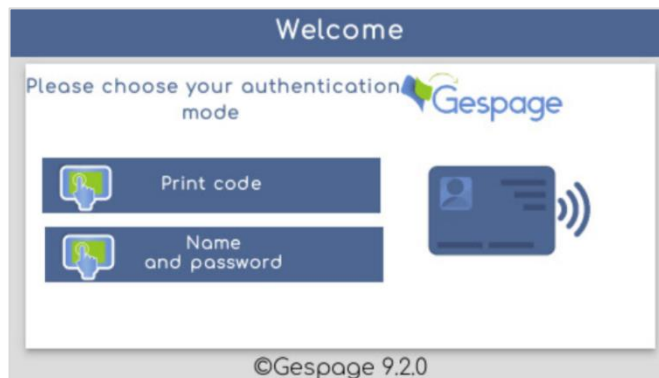 Welcome
Please choose your authentication
mode
Gespage
Print code
Name
and password
©Gespage 9.2.0